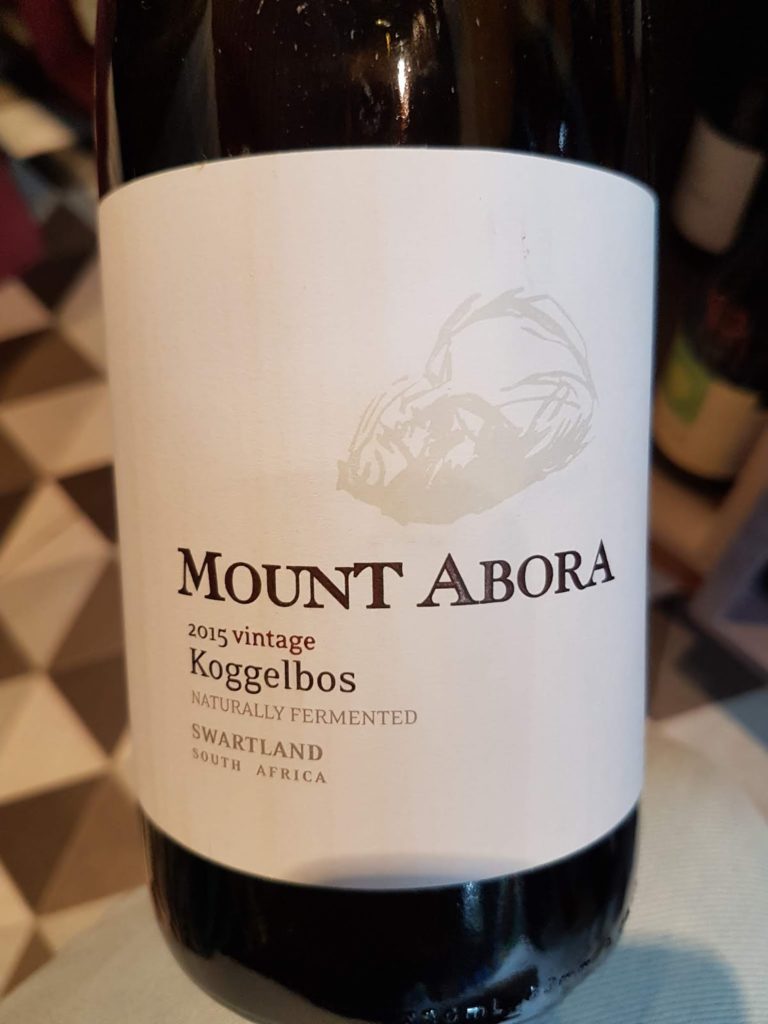 MOUNT ABORA
2015 vintage
Koggelbos
NATURALLY FERMENTED
SWARTLAND
SOUTH AFRICA